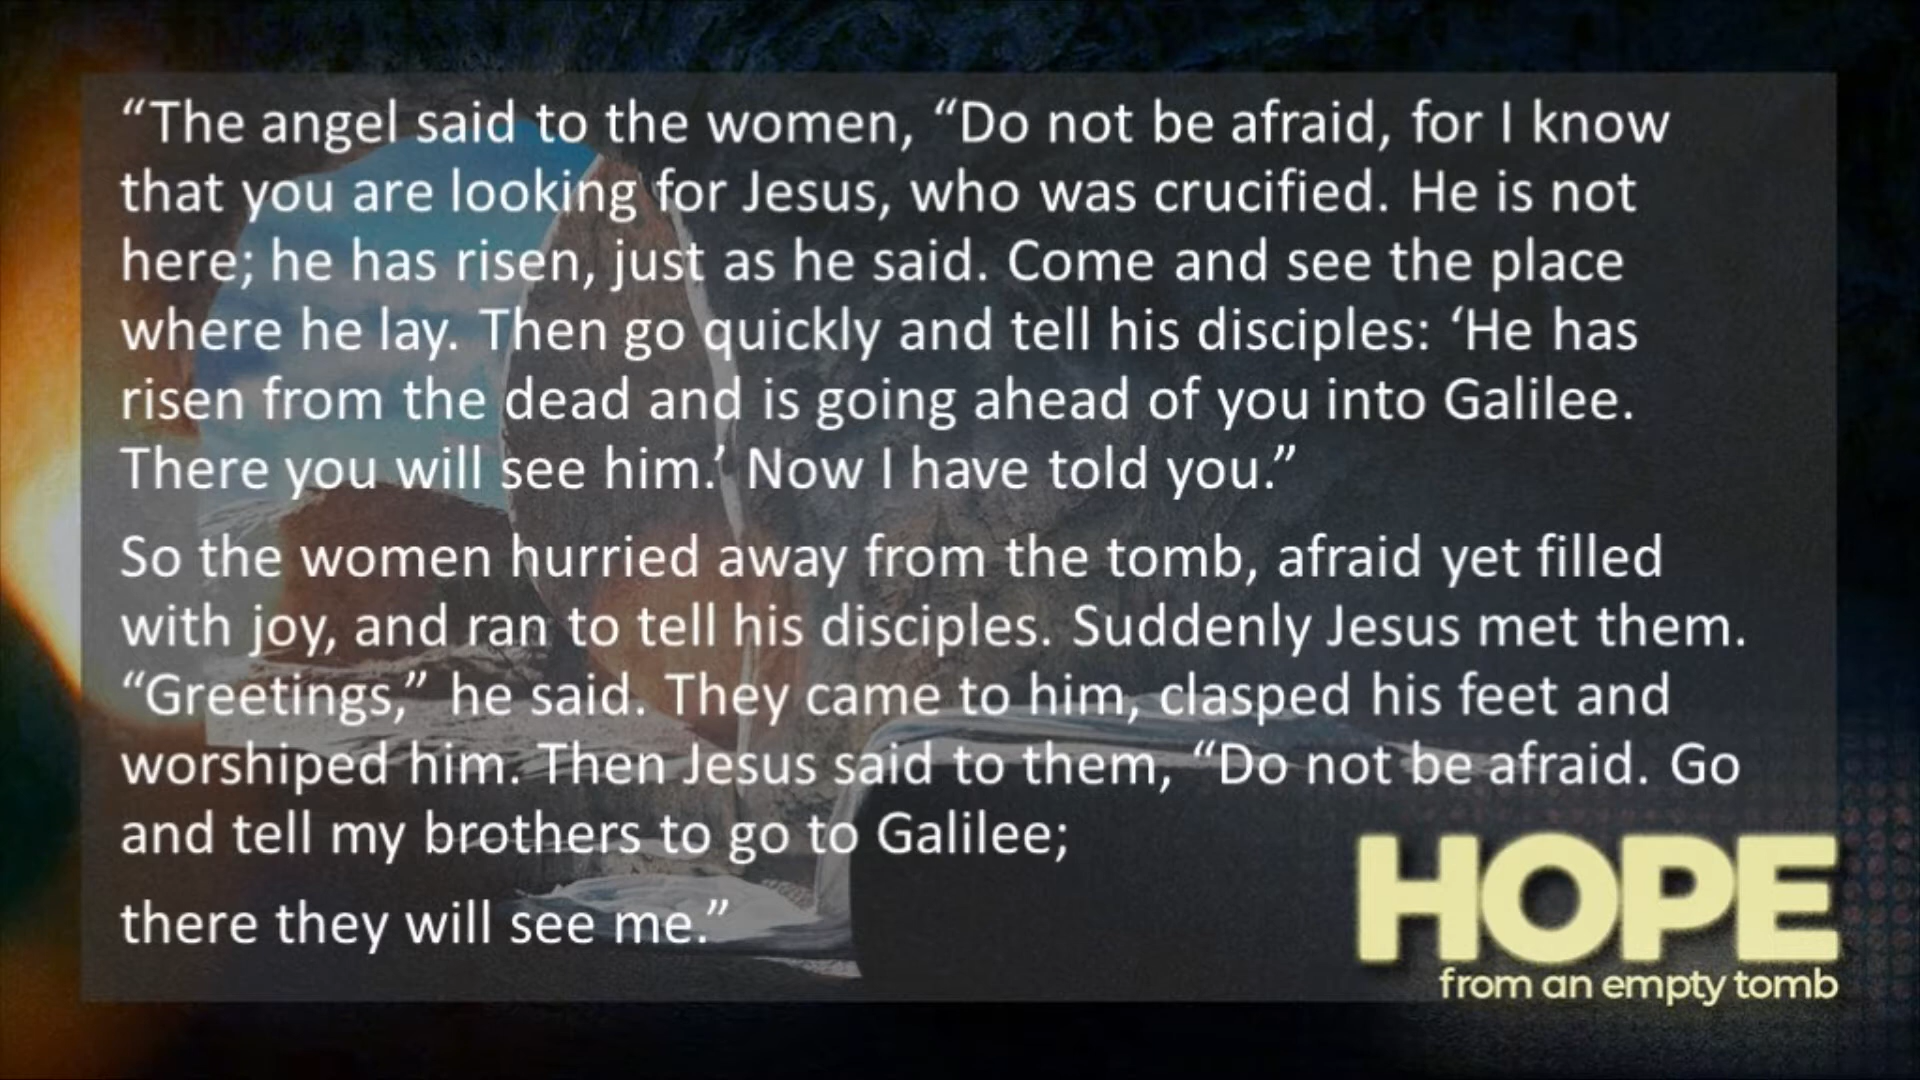 “The angel said to the women, “Do not be afraid, for I know
that you are looking for Jesus, who was crucified. He is not
here; he has risen, just as he said. Come and see the place
where he lay. Then go quickly and tell his disciples: ‘He has
risen from the dead and is going ahead of you into Galilee.
There you will see him.’ Now I have told you.”
So the women hurried away from the tomb, afraid yet filled
with joy, and ran to tell his disciples. Suddenly Jesus met them.
“Greetings,” he said. They came to him, clasped his feet and
worshiped him. Then Jesus said to them, “Do not be afraid. Go
and tell my brothers to go to Galilee;
there they will see me.”
HOPE
from an empty tomb